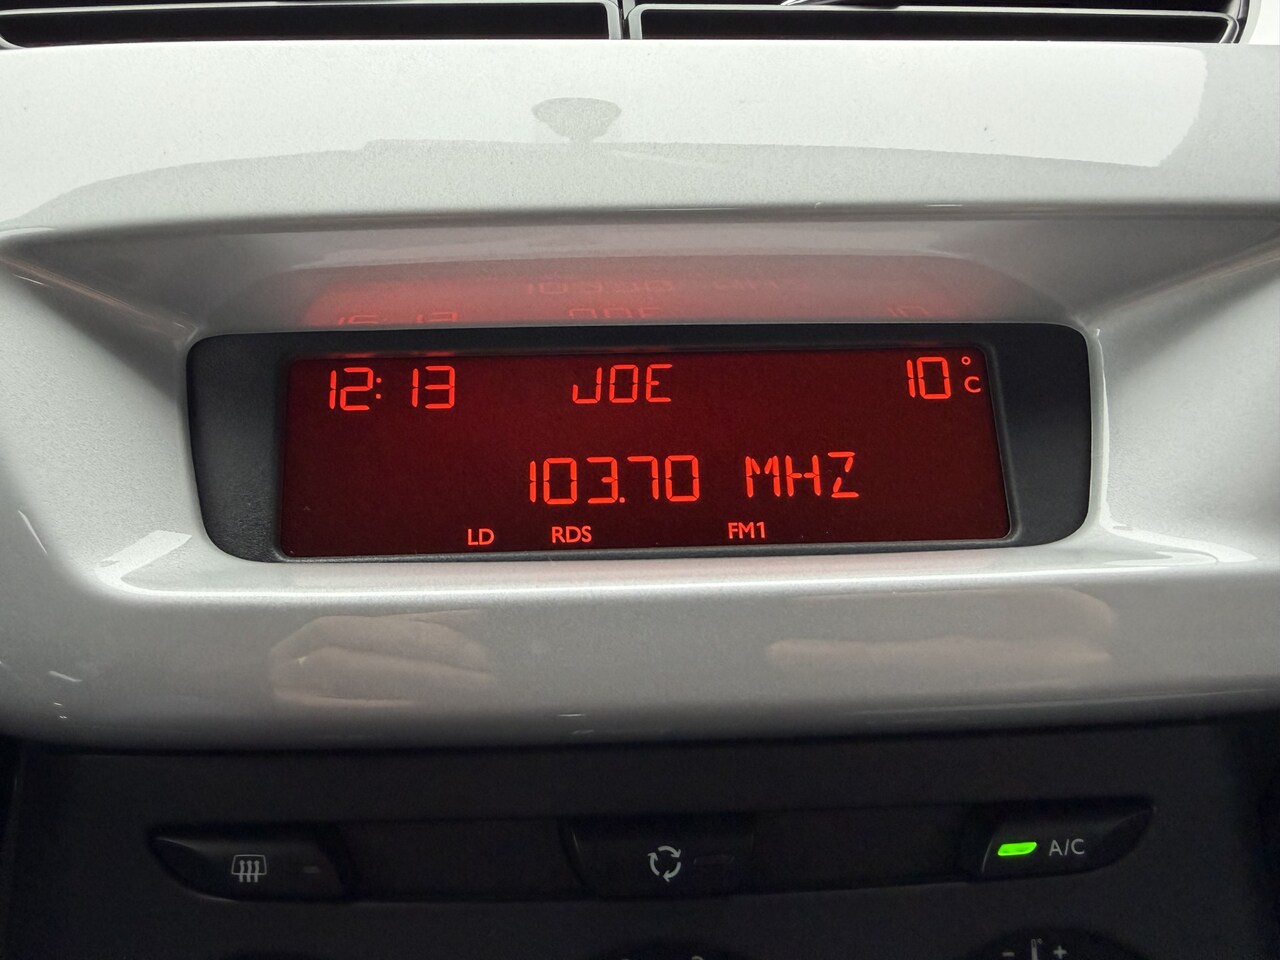 12:13 JOE 10°C
103.70 MHZ
LD RDS FM1
A/C
- +